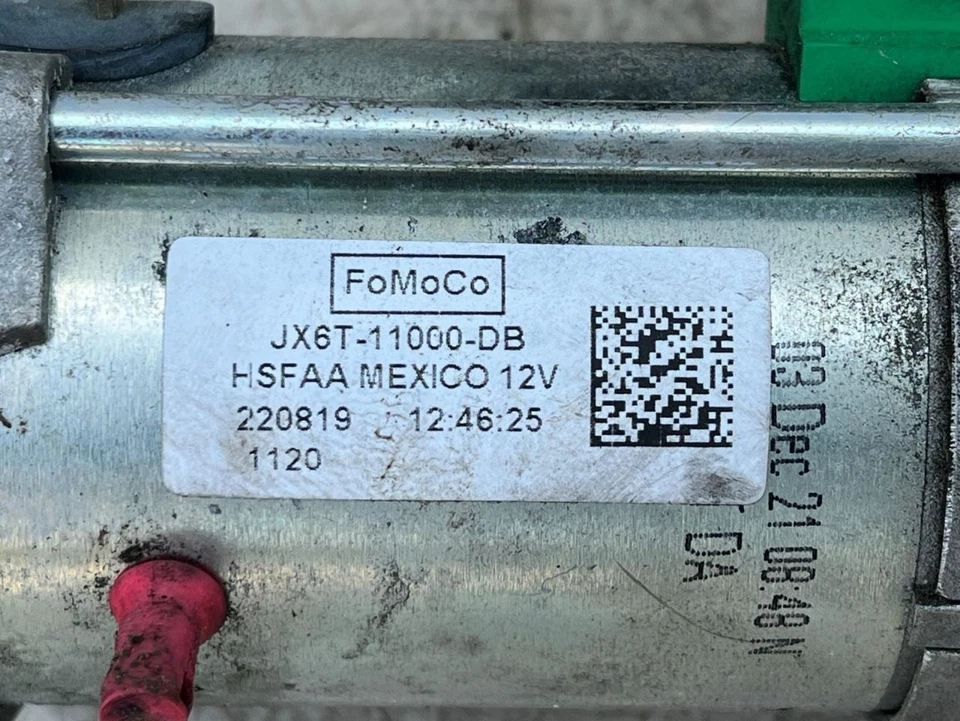 FoMoCo
JX6T-11000-DB
HSFAA MEXICO 12V
220819 12:46:25
1120
03 Dec 21 08:48 N
DA